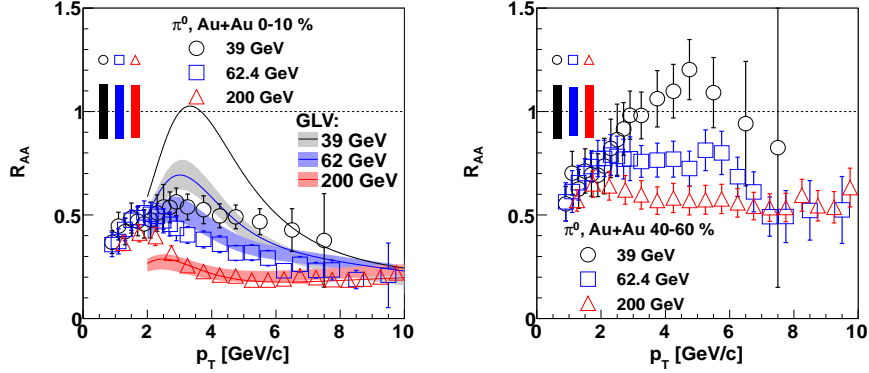 π⁰, Au+Au 0-10 %
39 GeV
62.4 GeV
200 GeV
GLV:
39 GeV
62 GeV
200 GeV
R_AA
1.5
1
0.5
0
0 2 4 6 8 10
p_T [GeV/c]
R_AA
1.5
1
0.5
0
π⁰, Au+Au 40-60 %
39 GeV
62.4 GeV
200 GeV
0 2 4 6 8 10
p_T [GeV/c]